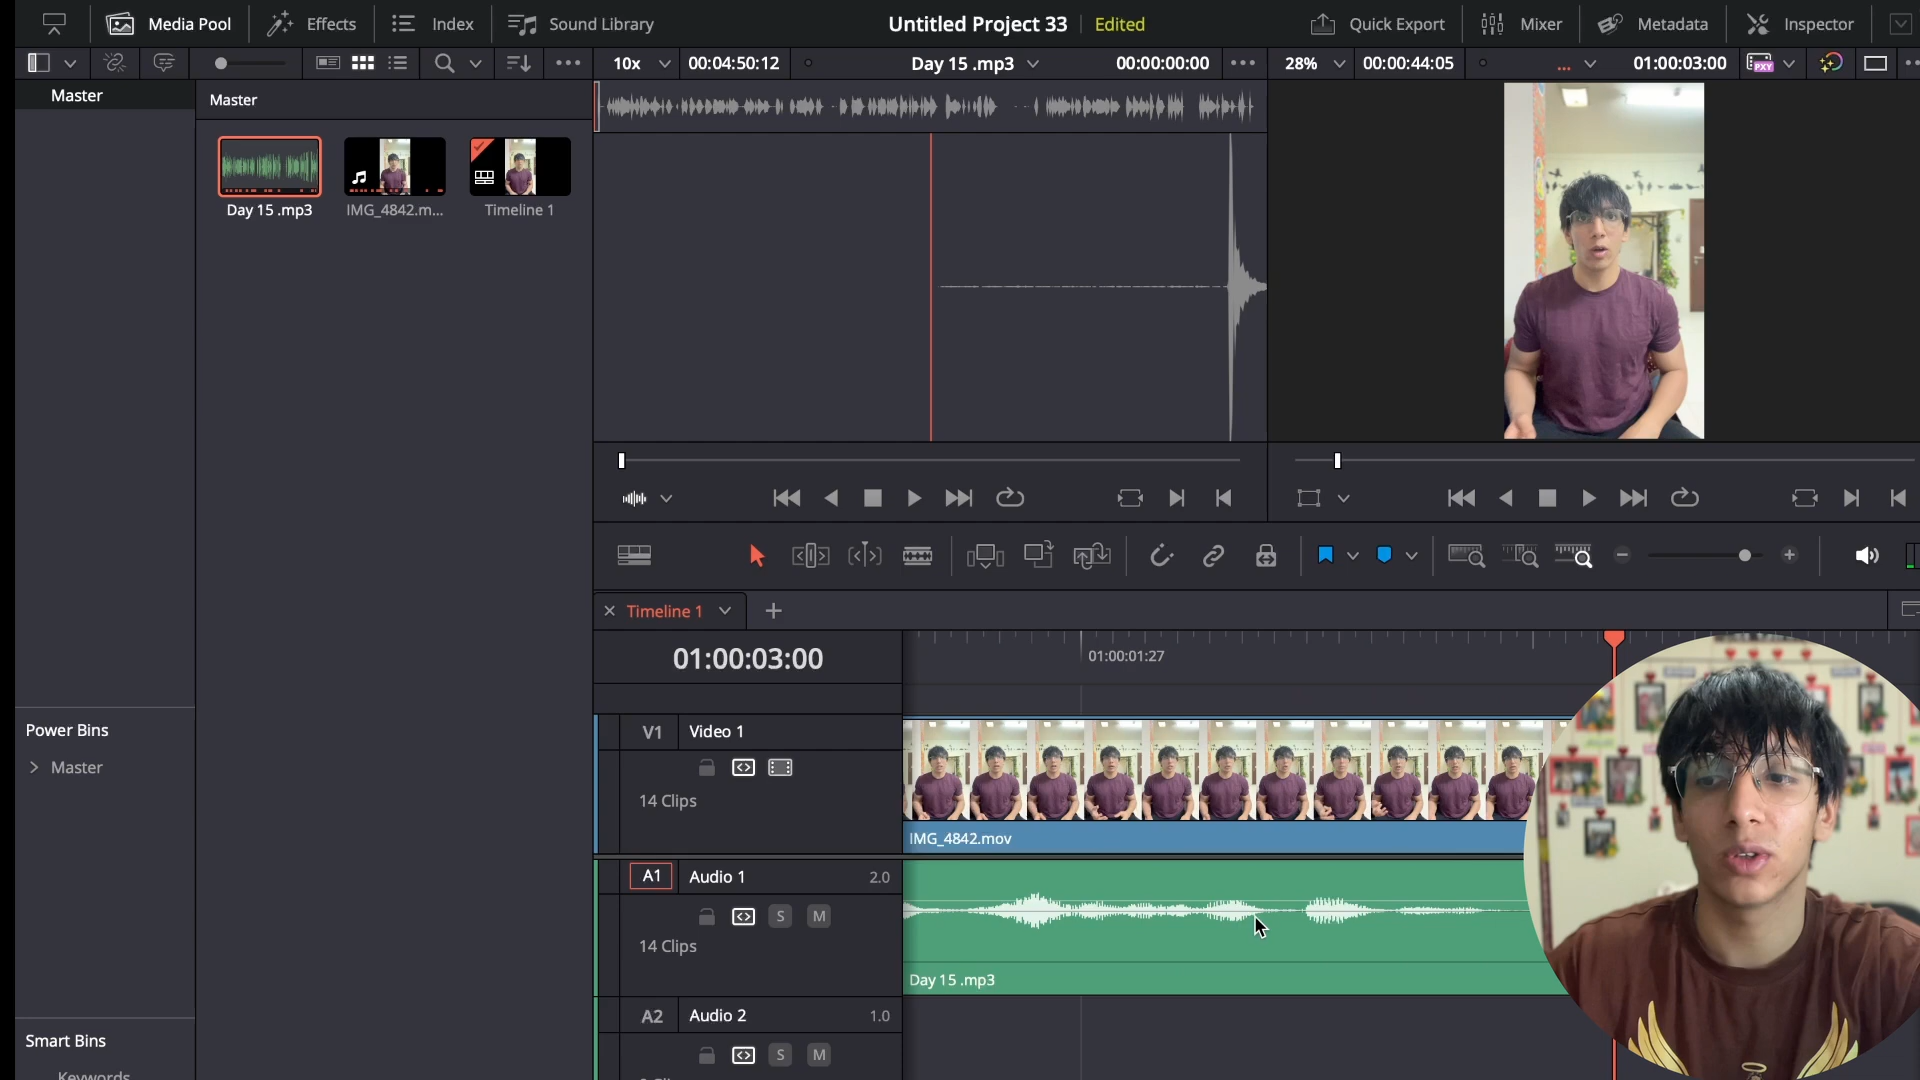 Media Pool
Effects
Index
Sound Library
Untitled Project 33
Edited
Quick Export
Mixer
Metadata
Inspector
10x
00:04:50:12
Day 15 .mp3
00:00:00:00
28%
00:00:44:05
...
01:00:03:00
PXY
Master
Master
Day 15 .mp3
IMG_4842.m...
Timeline 1
Timeline 1
01:00:03:00
01:00:01:27
Power Bins
Master
V1
Video 1
14 Clips
IMG_4842.mov
A1
Audio 1
2.0
S
M
14 Clips
Day 15 .mp3
A2
Audio 2
1.0
S
M
Smart Bins
Keywords